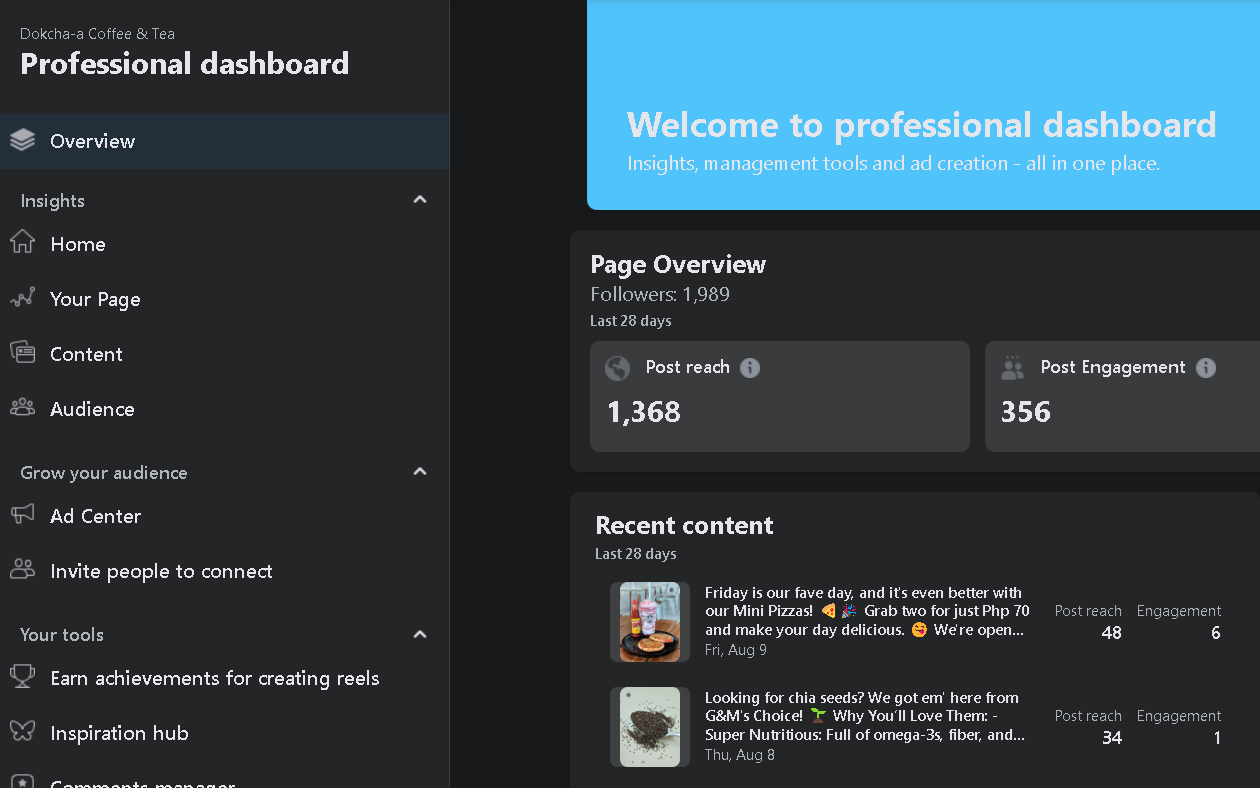 Dokcha-a Coffee & Tea
Professional dashboard
Overview
Insights
Home
Your Page
Content
Audience
Grow your audience
Ad Center
Invite people to connect
Your tools
Earn achievements for creating reels
Inspiration hub
Comments manager
Welcome to professional dashboard
Insights, management tools and ad creation - all in one place.
Page Overview
Followers: 1,989
Last 28 days
Post reach
1,368
Post Engagement
356
Recent content
Last 28 days
Friday is our fave day, and it's even better with
our Mini Pizzas! 🍕 🎉 Grab two for just Php 70
and make your day delicious. 😋 We're open...
Fri, Aug 9
Post reach
48
Engagement
6
Looking for chia seeds? We got em' here from
G&M's Choice! 🌱 Why You'll Love Them: -
Super Nutritious: Full of omega-3s, fiber, and...
Thu, Aug 8
Post reach
34
Engagement
1